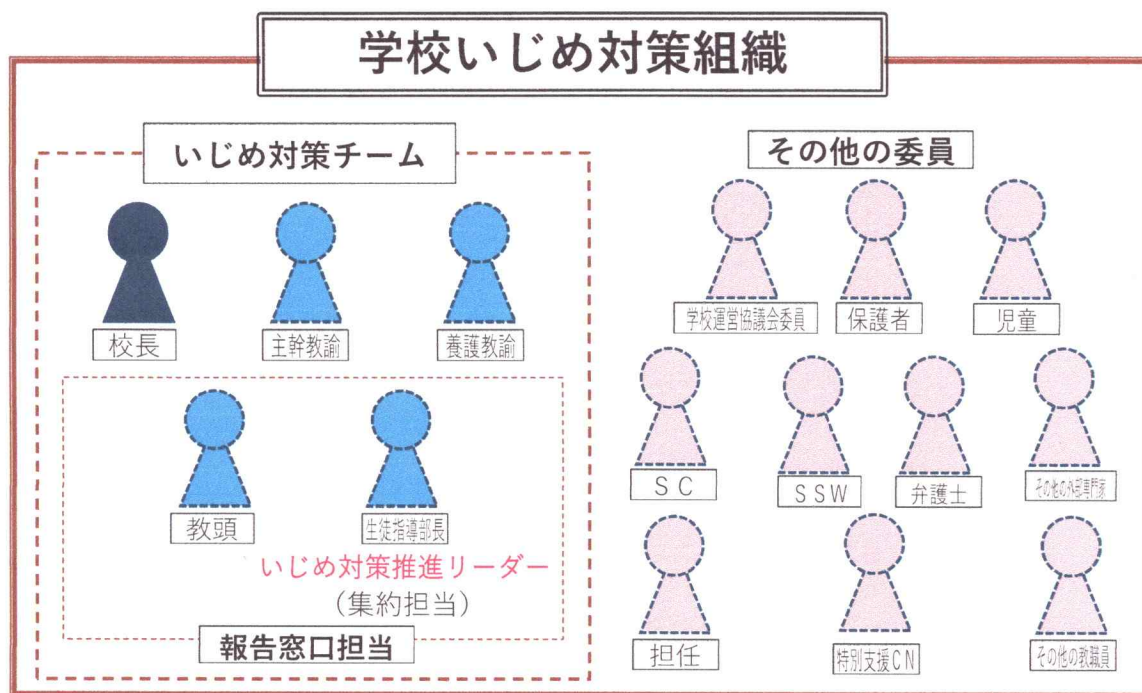 学校いじめ対策組織
いじめ対策チーム
校長
主幹教諭
養護教諭
教頭
生徒指導部長
いじめ対策推進リーダー
（集約担当）
報告窓口担当
その他の委員
学校運営協議会委員
保護者
児童
ＳＣ
ＳＳＷ
弁護士
その他の外部専門家
担任
特別支援ＣＮ
その他の教職員